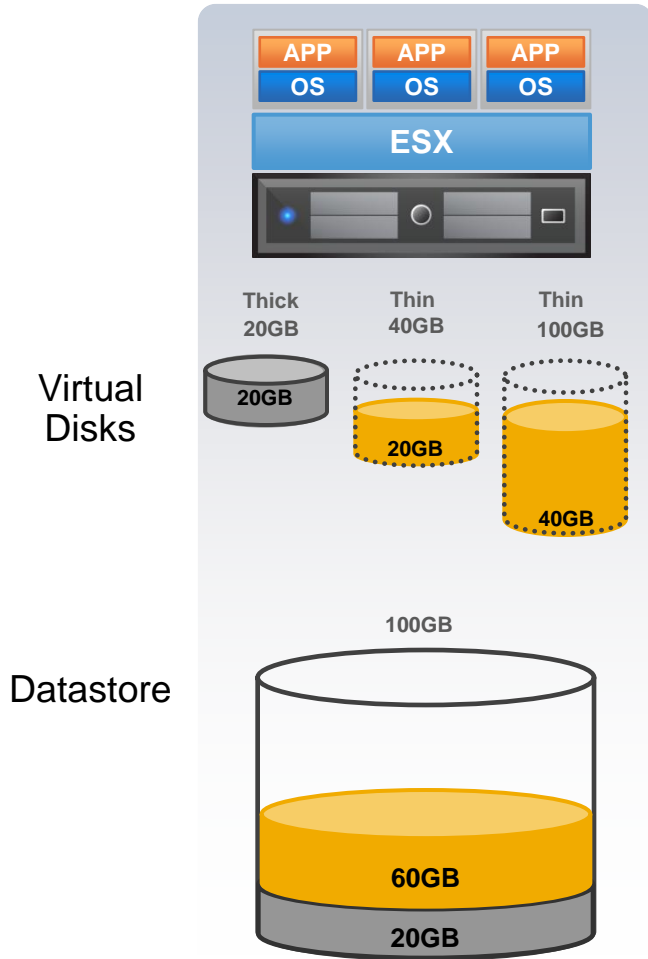 APP APP APP
OS OS OS
ESX
Thick Thin Thin
20GB 40GB 100GB
Virtual
Disks
20GB
20GB
40GB
100GB
Datastore
60GB
20GB